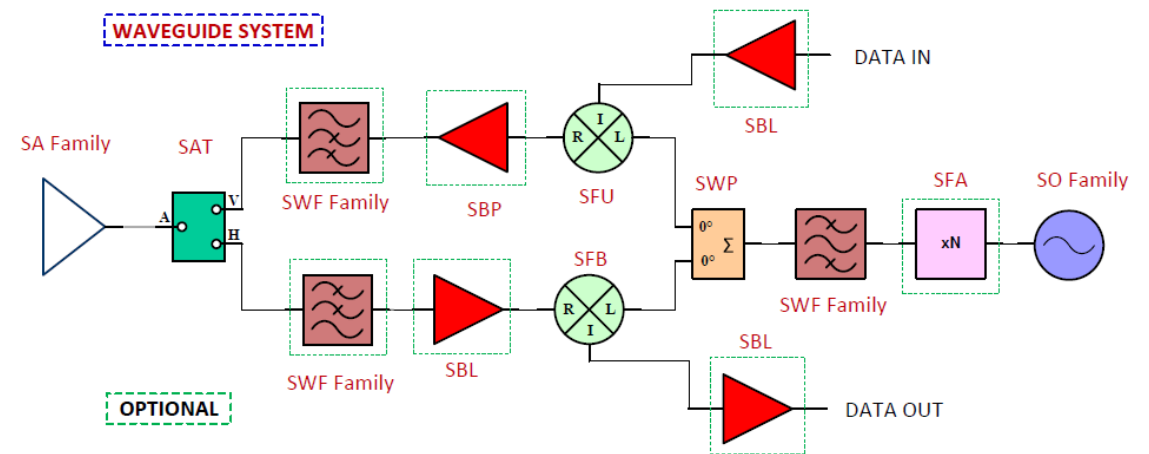 WAVEGUIDE SYSTEM
DATA IN
SBL
SA Family
SAT
A
V
H
SWF Family
SBP
I
R
L
SFU
SWP
0°
0°
Σ
SWF Family
SFA
xN
SO Family
SWF Family
SBL
SFB
R
L
I
SBL
DATA OUT
OPTIONAL